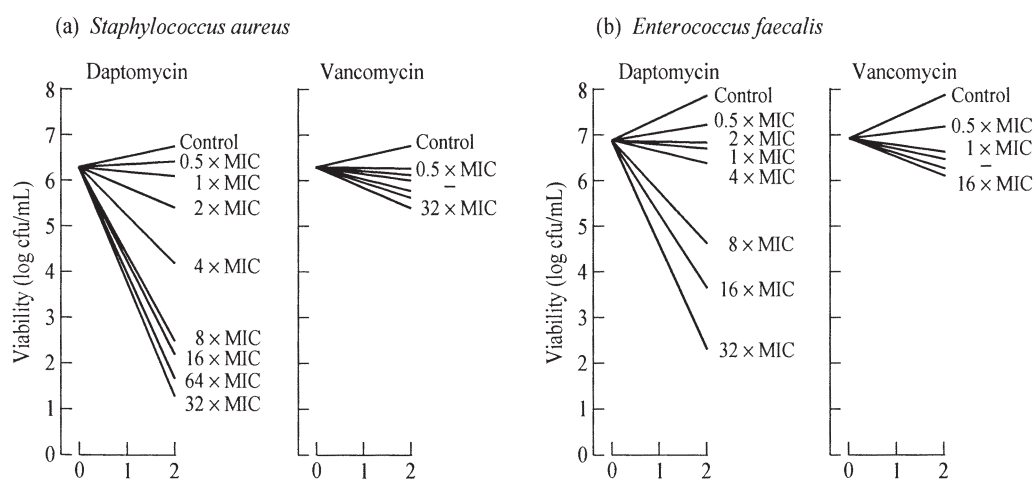 (a) Staphylococcus aureus
Daptomycin
Vancomycin
Viability (log cfu/mL)
8
7
6
5
4
3
2
1
0
0 1 2
Control
0.5 × MIC
1 × MIC
2 × MIC
4 × MIC
8 × MIC
16 × MIC
64 × MIC
32 × MIC
0 1 2
Control
0.5 × MIC
–
32 × MIC
(b) Enterococcus faecalis
Daptomycin
Vancomycin
Viability (log cfu/mL)
8
7
6
5
4
3
2
1
0
0 1 2
Control
0.5 × MIC
2 × MIC
1 × MIC
4 × MIC
8 × MIC
16 × MIC
32 × MIC
0 1 2
Control
0.5 × MIC
1 × MIC
–
16 × MIC